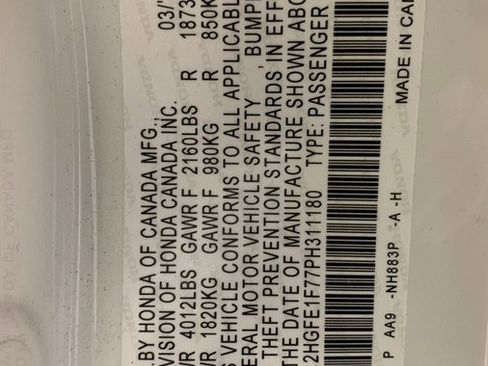 BY HONDA OF CANADA MFG., 03/
VISION OF HONDA CANADA INC.
4012LBS GAWR F 2160LBS R 1873
1820KG GAWR F 980KG R 850K
VEHICLE CONFORMS TO ALL APPLICABL
ERAL MOTOR VEHICLE SAFETY, BUMP
THEFT PREVENTION STANDARDS IN EFF
THE DATE OF MANUFACTURE SHOWN ABO
2HGFE1F77PH311180 TYPE: PASSENGER
P AA9 -NH883P -A -H MADE IN CA